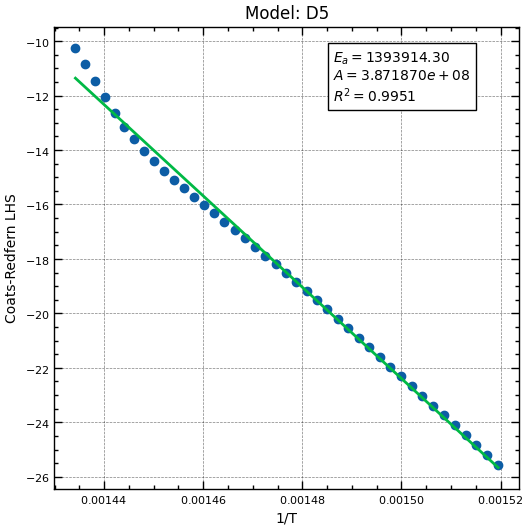 Model: D5
E_a = 1393914.30
A = 3.871870e + 08
R² = 0.9951
−10
−12
−14
−16
−18
−20
−22
−24
−26
Coats-Redfern LHS
0.00144 0.00146 0.00148 0.00150 0.00152
1/T